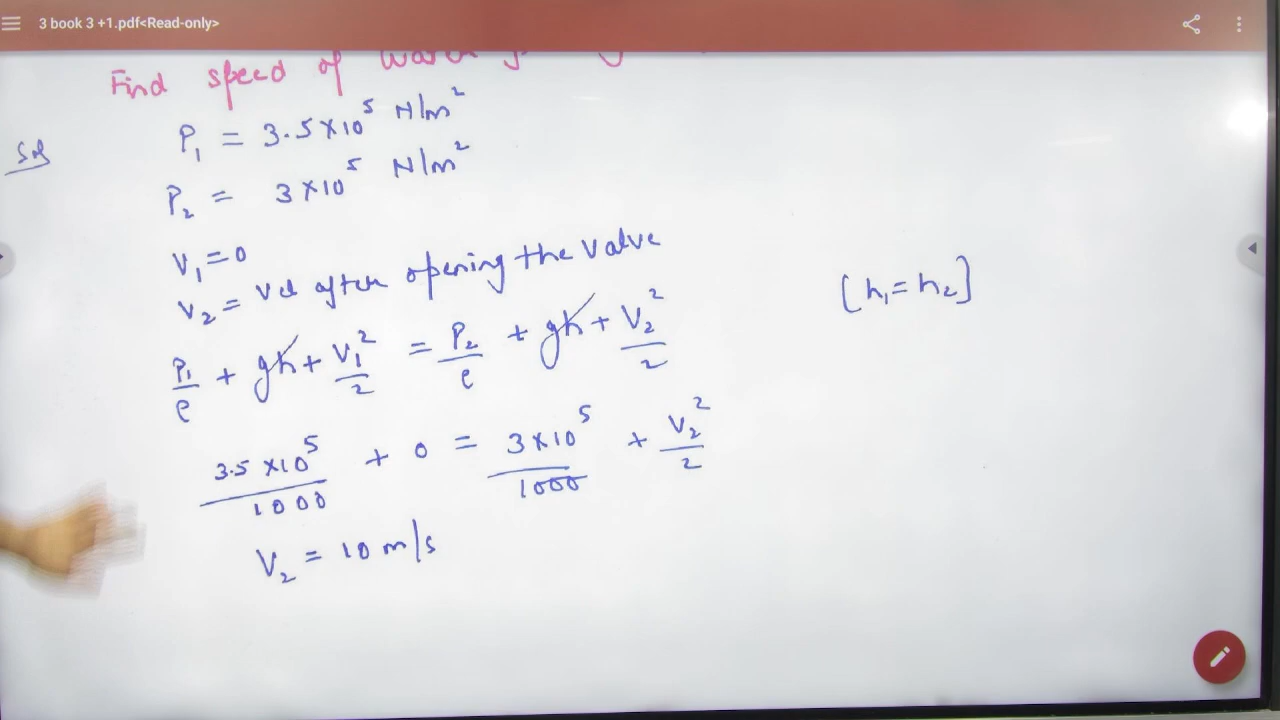 3 book 3 +1.pdf<Read-only>
Find speed of water
Sol
P₁ = 3.5×10⁵ N/m²
P₂ = 3×10⁵ N/m²
V₁=0
V₂ = Vel after opening the valve
[h₁=h₂]
P₁/ρ + gh + V₁²/2 = P₂/ρ + gh + V₂²/2
3.5×10⁵/1000 + 0 = 3×10⁵/1000 + V₂²/2
V₂ = 10 m/s